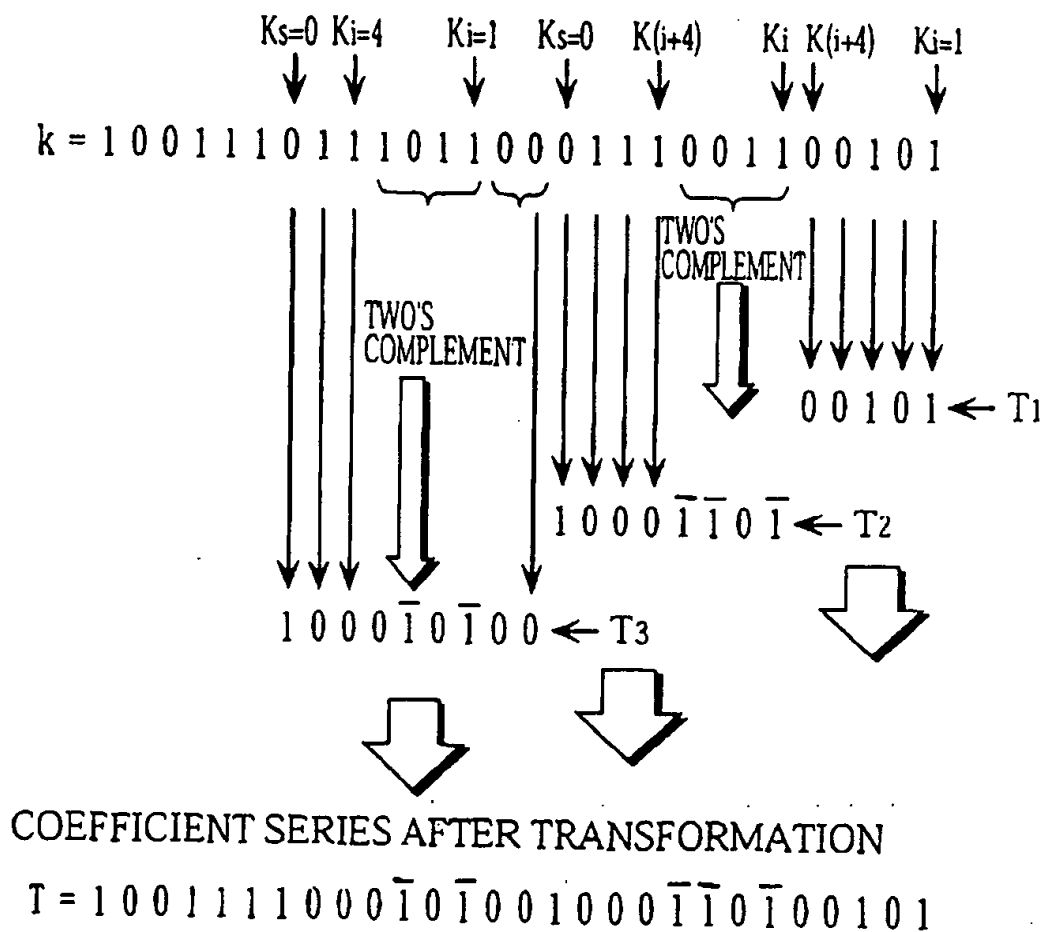 Ks=0 Ki=4 Ki=1 Ks=0 K(i+4) Ki K(i+4) Ki=1
k = 1 0 0 1 1 1 0 1 1 1 0 1 1 0 0 0 1 1 1 0 0 1 1 0 0 1 0 1
TWO'S
COMPLEMENT
TWO'S
COMPLEMENT
0 0 1 0 1 ← T1
1 0 0 0 1̄ 1̄ 0 1̄ ← T2
1 0 0 0 1̄ 0 1̄ 0 0 ← T3
COEFFICIENT SERIES AFTER TRANSFORMATION
T = 1 0 0 1 1 1 1 0 0 0 1̄ 0 1̄ 0 0 1 0 0 0 1̄ 1̄ 0 1̄ 0 0 1 0 1